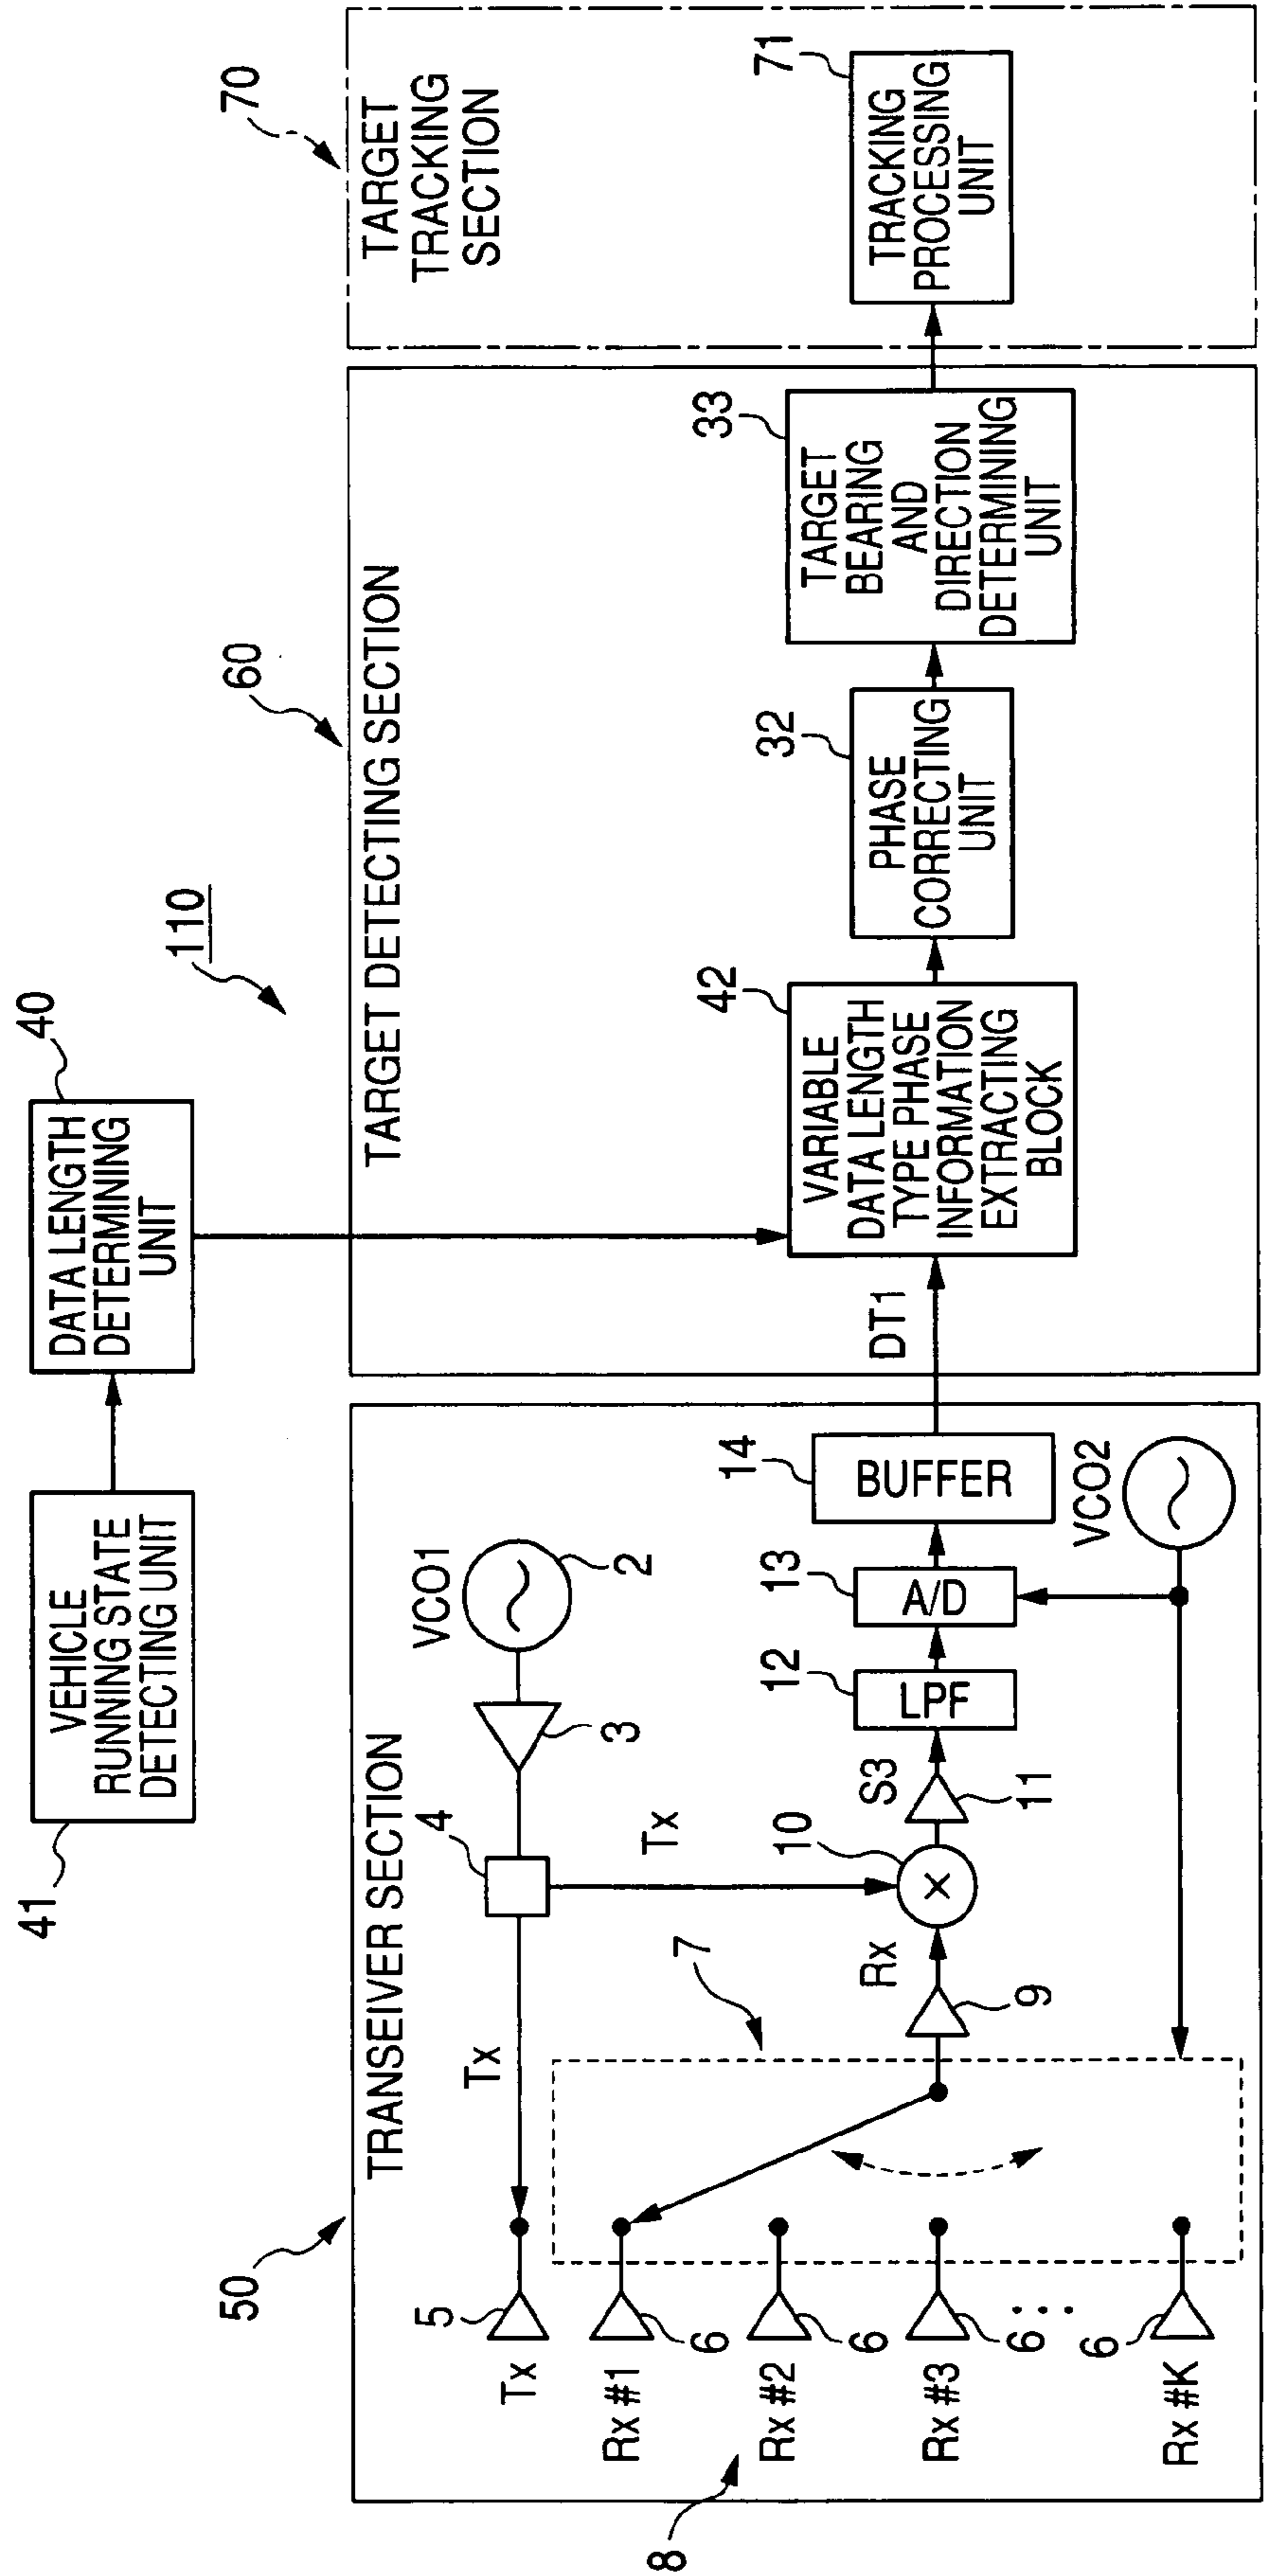 41
VEHICLE
RUNNING STATE
DETECTING UNIT
40
DATA LENGTH
DETERMINING
UNIT
110
50
TRANSEIVER SECTION
VCO1
2
3
4
Tx
Tx
5
Tx
Rx #1
6
Rx #2
6
Rx #3
6
...
Rx #K
6
8
7
Rx
9
10
S3
11
12
LPF
13
A/D
14
BUFFER
VCO2
60
TARGET DETECTING SECTION
DT1
42
VARIABLE
DATA LENGTH
TYPE PHASE
INFORMATION
EXTRACTING
BLOCK
32
PHASE
CORRECTING
UNIT
33
TARGET
BEARING
AND
DIRECTION
DETERMINING
UNIT
70
TARGET
TRACKING
SECTION
71
TRACKING
PROCESSING
UNIT